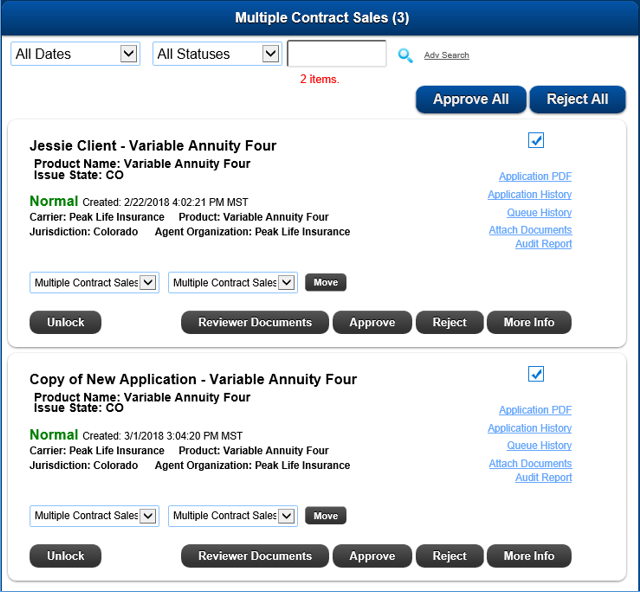 Multiple Contract Sales (3)
All Dates All Statuses Adv Search
2 items.
Approve All Reject All
Jessie Client - Variable Annuity Four
Product Name: Variable Annuity Four
Issue State: CO
Application PDF
Application History
Normal Created: 2/22/2018 4:02:21 PM MST
Queue History
Carrier: Peak Life Insurance Product: Variable Annuity Four
Jurisdiction: Colorado Agent Organization: Peak Life Insurance
Attach Documents
Audit Report
Multiple Contract Sales Multiple Contract Sales Move
Unlock Reviewer Documents Approve Reject More Info
Copy of New Application - Variable Annuity Four
Product Name: Variable Annuity Four
Issue State: CO
Application PDF
Application History
Normal Created: 3/1/2018 3:04:20 PM MST
Queue History
Carrier: Peak Life Insurance Product: Variable Annuity Four
Jurisdiction: Colorado Agent Organization: Peak Life Insurance
Attach Documents
Audit Report
Multiple Contract Sales Multiple Contract Sales Move
Unlock Reviewer Documents Approve Reject More Info